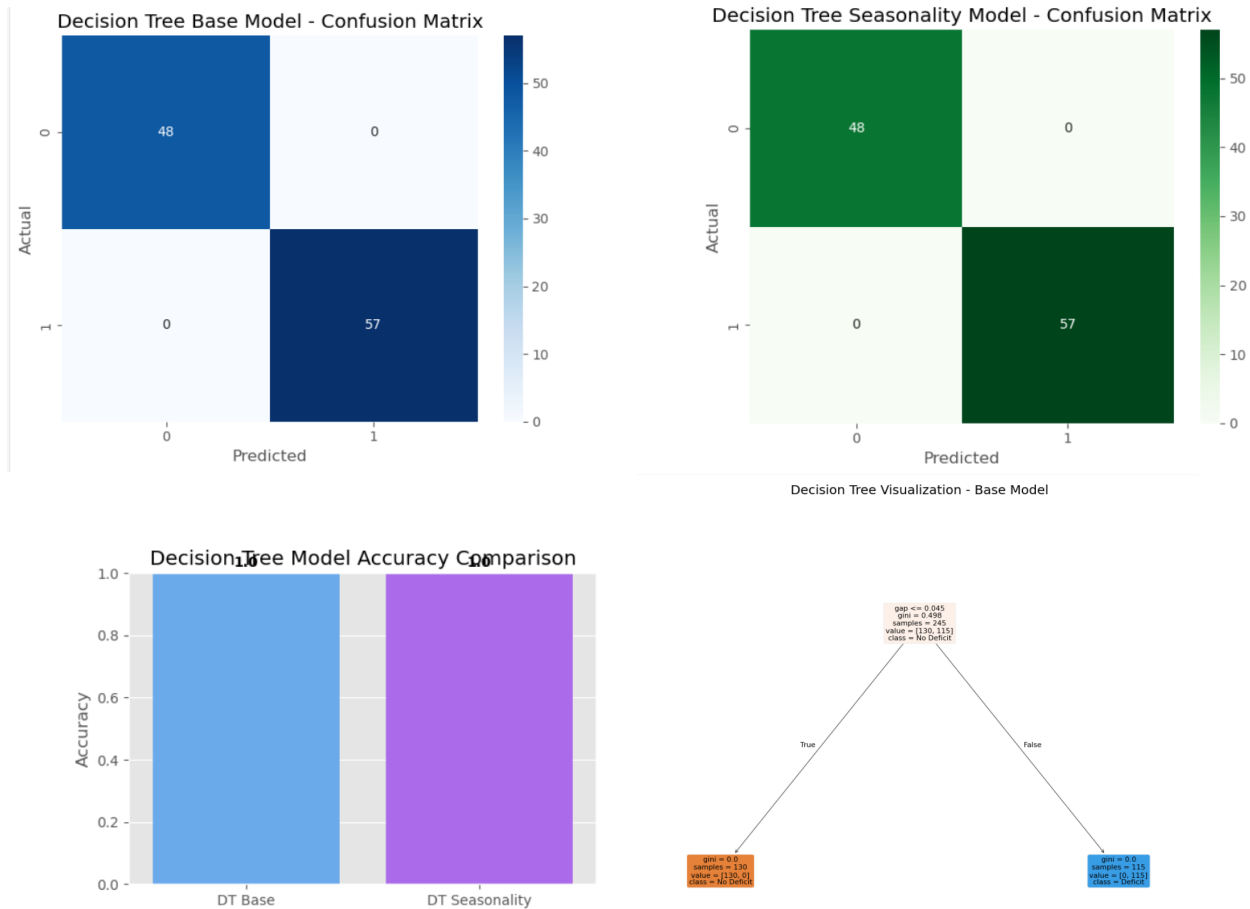 Decision Tree Base Model - Confusion Matrix
48
0
0
57
0
1
Actual
0
1
Predicted
50
40
30
20
10
0
Decision Tree Seasonality Model - Confusion Matrix
48
0
0
57
0
1
Actual
0
1
Predicted
50
40
30
20
10
0
Decision Tree Model Accuracy Comparison
1.0
1.0
1.0
0.8
0.6
0.4
0.2
0.0
Accuracy
DT Base
DT Seasonality
Decision Tree Visualization - Base Model
gap <= 0.045
gini = 0.498
samples = 245
value = [130, 115]
class = No Deficit
True
False
gini = 0.0
samples = 130
value = [130, 0]
class = No Deficit
gini = 0.0
samples = 115
value = [0, 115]
class = Deficit